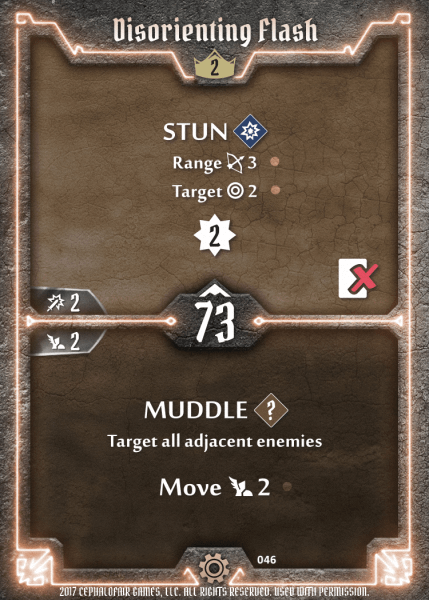 Disorienting Flash
2
STUN
Range 3
Target 2
2
2
73
2
MUDDLE ?
Target all adjacent enemies
Move 2
046
2017 CEPHALOFAIR GAMES, LLC. ALL RIGHTS RESERVED. USED WITH PERMISSION.